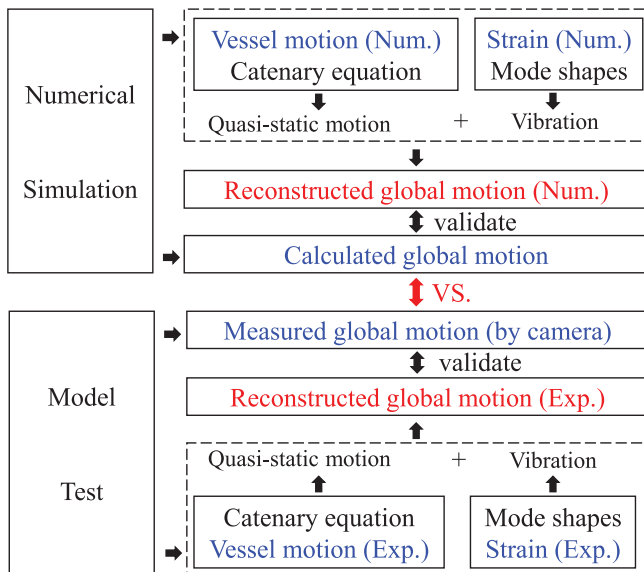 Numerical
Simulation
Vessel motion (Num.)
Catenary equation
Strain (Num.)
Mode shapes
Quasi-static motion + Vibration
Reconstructed global motion (Num.)
validate
Calculated global motion
VS.
Model
Test
Measured global motion (by camera)
validate
Reconstructed global motion (Exp.)
Quasi-static motion + Vibration
Catenary equation
Vessel motion (Exp.)
Mode shapes
Strain (Exp.)